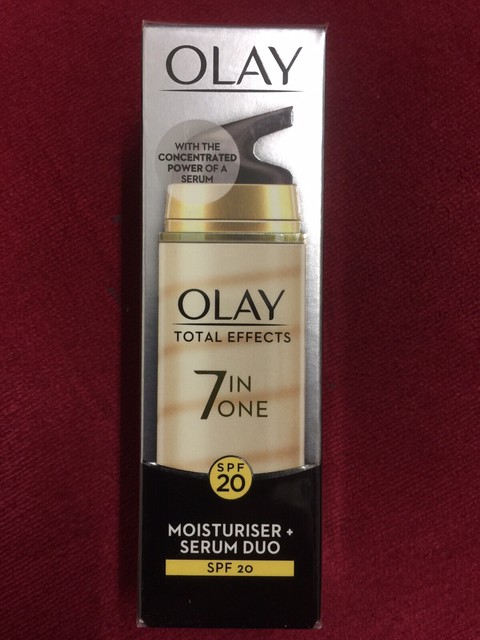 OLAY
WITH THE
CONCENTRATED
POWER OF A
SERUM
OLAY
TOTAL EFFECTS
7 IN
ONE
SPF
20
MOISTURISER +
SERUM DUO
SPF 20